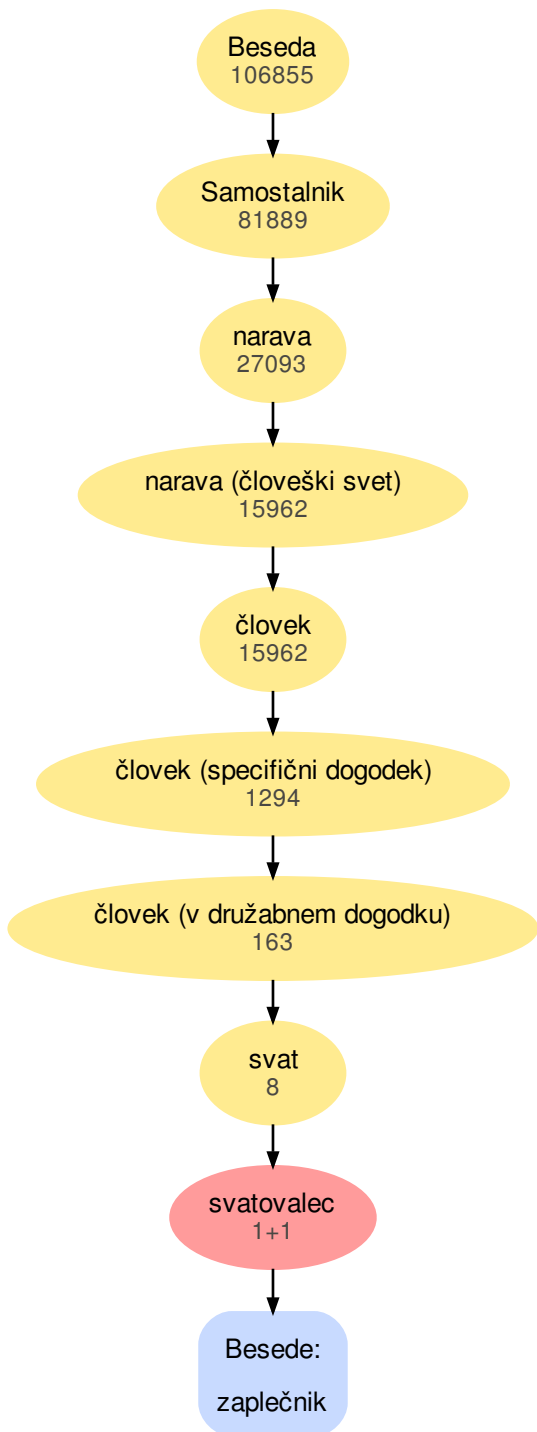 Beseda
106855
Samostalnik
81889
narava
27093
narava (človeški svet)
15962
človek
15962
človek (specifični dogodek)
1294
človek (v družabnem dogodku)
163
svat
8
svatovalec
1+1
Besede:
zaplečnik